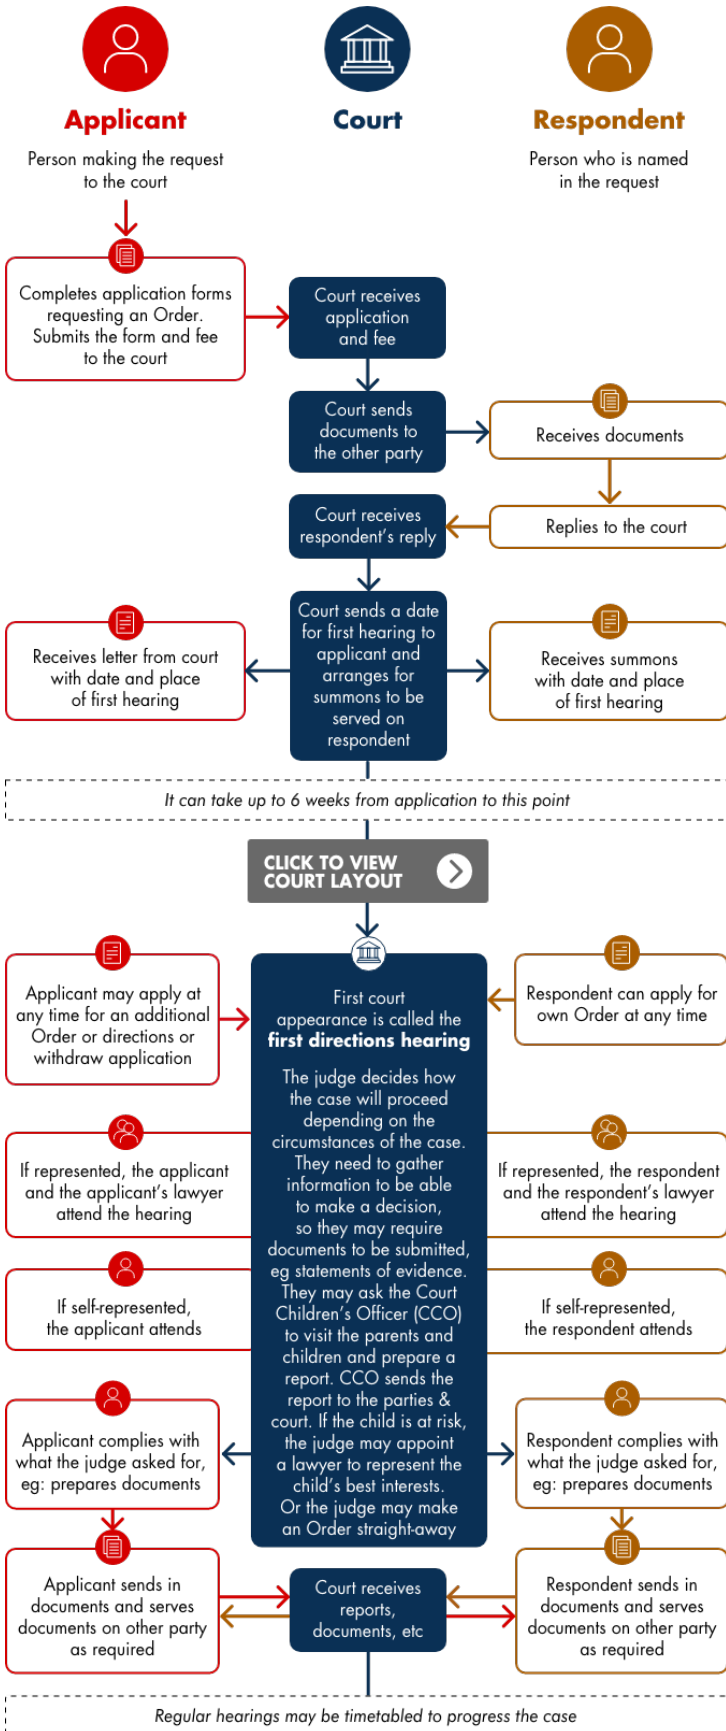 Applicant
Court
Respondent
Person making the request
to the court
Person who is named
in the request
Completes application forms
requesting an Order.
Submits the form and fee
to the court
Court receives
application
and fee
Court sends
documents to
the other party
Receives documents
Court receives
respondent's reply
Replies to the court
Receives letter from court
with date and place
of first hearing
Court sends a date
for first hearing to
applicant and
arranges for
summons to be
served on
respondent
Receives summons
with date and place
of first hearing
It can take up to 6 weeks from application to this point
CLICK TO VIEW
COURT LAYOUT
Applicant may apply at
any time for an additional
Order or directions or
withdraw application
First court
appearance is called the
first directions hearing
The judge decides how
the case will proceed
depending on the
circumstances of the case.
They need to gather
information to be able
to make a decision,
so they may require
documents to be submitted,
eg statements of evidence.
They may ask the Court
Children's Officer (CCO)
to visit the parents and
children and prepare a
report. CCO sends the
report to the parties &
court. If the child is at risk,
the judge may appoint
a lawyer to represent the
child's best interests.
Or the judge may make
an Order straight-away
Respondent can apply for
own Order at any time
If represented, the applicant
and the applicant's lawyer
attend the hearing
If represented, the respondent
and the respondent's lawyer
attend the hearing
If self-represented,
the applicant attends
If self-represented,
the respondent attends
Applicant complies with
what the judge asked for,
eg: prepares documents
Respondent complies with
what the judge asked for,
eg: prepares documents
Applicant sends in
documents and serves
documents on other party
as required
Court receives
reports,
documents, etc
Respondent sends in
documents and serves
documents on other party
as required
Regular hearings may be timetabled to progress the case